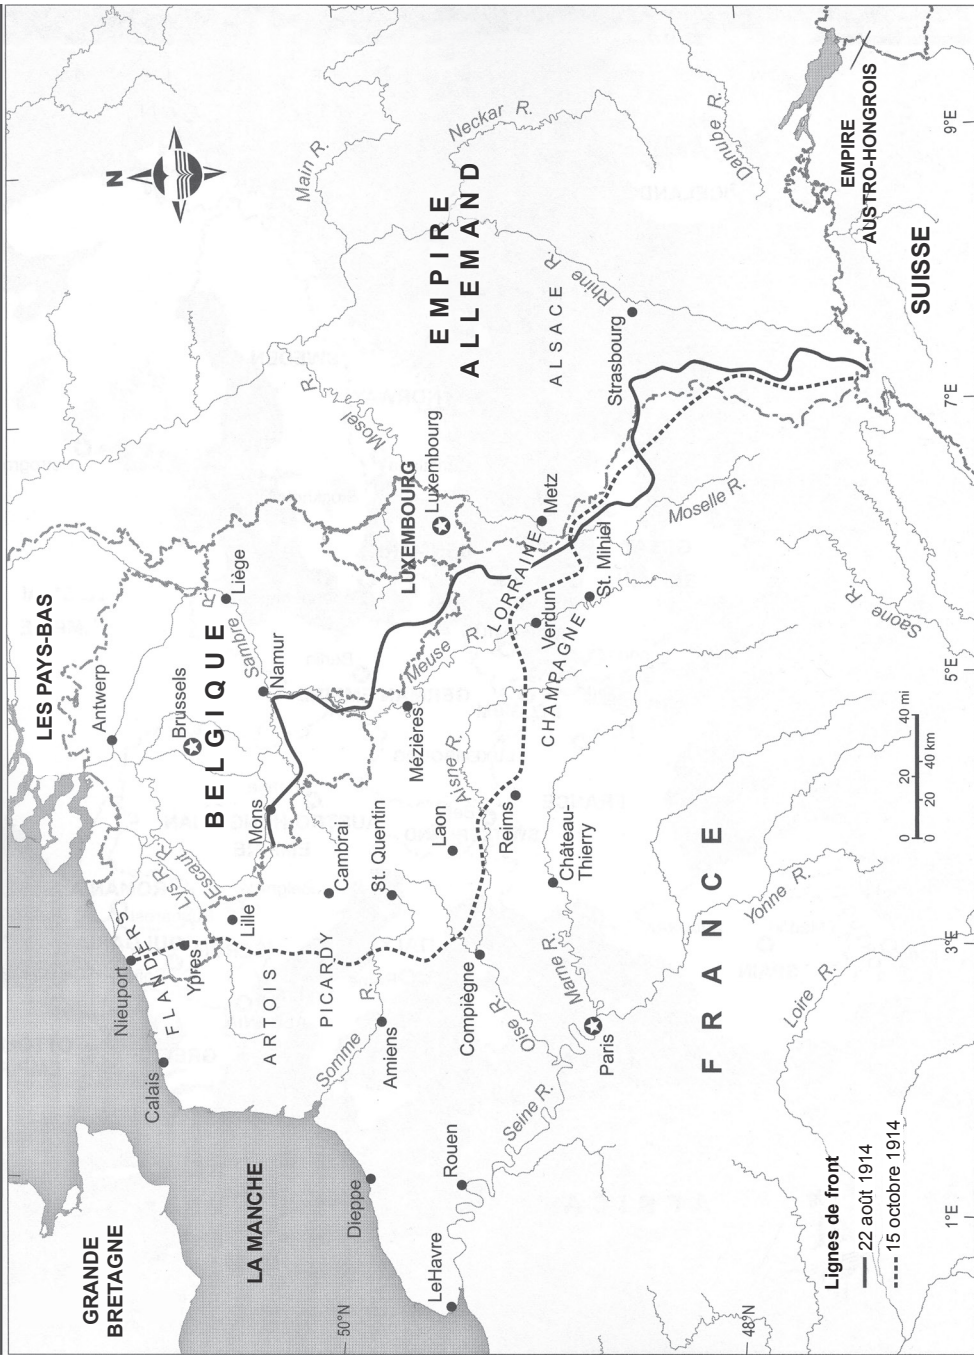 N
GRANDE
BRETAGNE
LA MANCHE
LES PAYS-BAS
BELGIQUE
LUXEMBOURG
EMPIRE
ALLEMAND
EMPIRE
AUSTRO-HONGROIS
SUISSE
FRANCE
FLANDERS
ARTOIS
PICARDY
CHAMPAGNE
LORRAINE
ALSACE
Nieuport
Calais
Ypres
Lille
Antwerp
Brussels
Mons
Namur
Liège
Cambrai
St. Quentin
Amiens
Dieppe
Rouen
LeHavre
Compiègne
Laon
Mézières
Reims
Château-
Thierry
Paris
Verdun
St. Mihiel
Metz
Luxembourg
Strasbourg
Lys R.
Escaut R.
Sambre R.
Meuse R.
Somme R.
Oise R.
Aisne R.
Marne R.
Seine R.
Yonne R.
Loire R.
Saone R.
Moselle R.
Mosel R.
Rhine R.
Main R.
Neckar R.
Danube R.
0 20 40 mi
0 20 40 km
Lignes de front
22 août 1914
15 octobre 1914
50°N
48°N
1°E
3°E
5°E
7°E
9°E